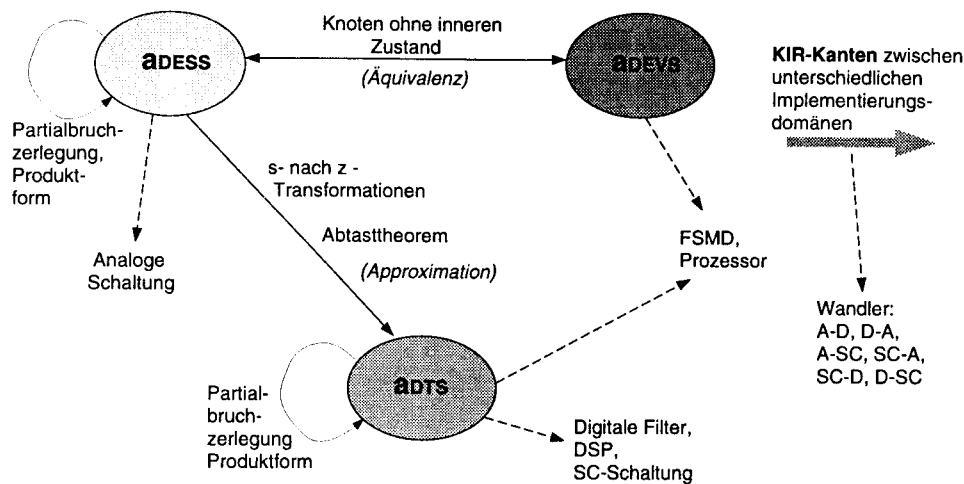 Knoten ohne inneren
Zustand
(Äquivalenz)
aDESS
aDEVS
KIR-Kanten zwischen
unterschiedlichen
Implementierungs-
domänen
Partialbruch-
zerlegung,
Produkt-
form
s- nach z -
Transformationen
Abtasttheorem
(Approximation)
Analoge
Schaltung
FSMD,
Prozessor
Wandler:
A-D, D-A,
A-SC, SC-A,
SC-D, D-SC
aDTS
Partial-
bruch-
zerlegung
Produktform
Digitale Filter,
DSP,
SC-Schaltung